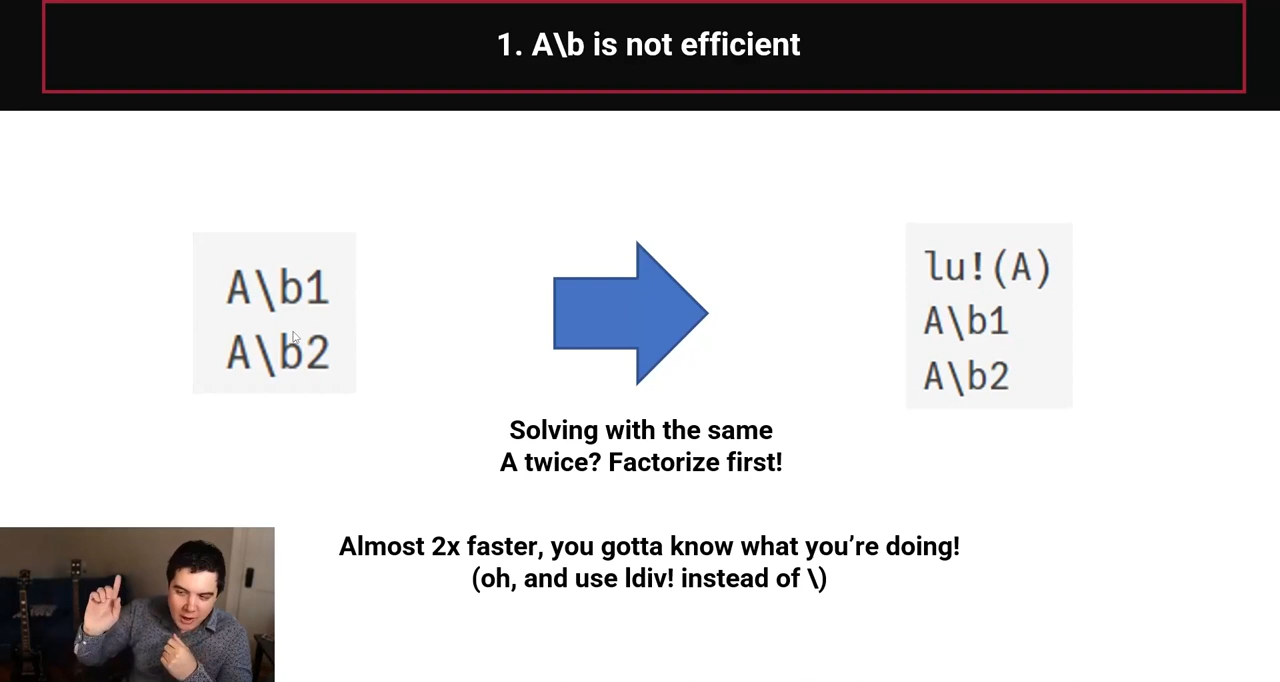 1. A\b is not efficient
A\b1
A\b2
lu!(A)
A\b1
A\b2
Solving with the same
A twice? Factorize first!
Almost 2x faster, you gotta know what you’re doing!
(oh, and use ldiv! instead of \)